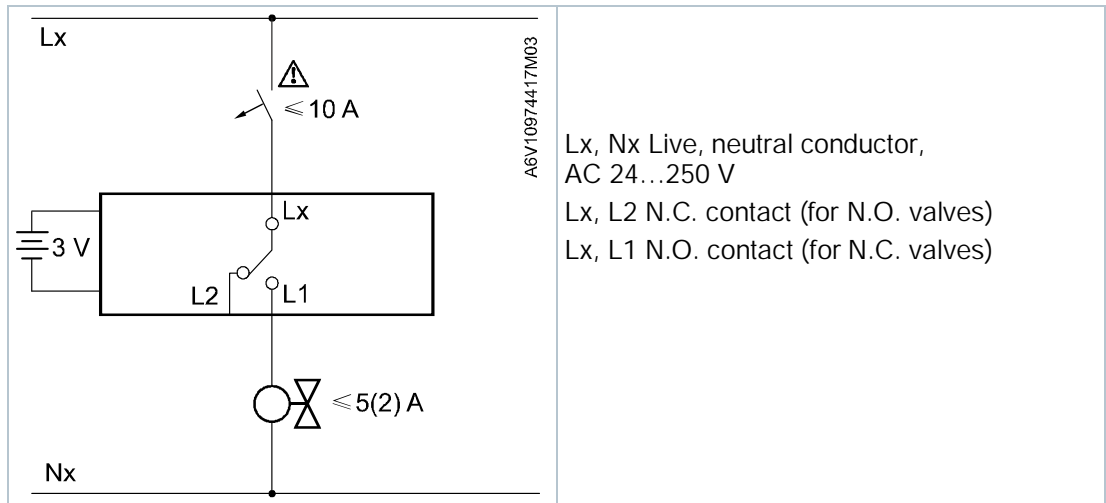 Lx
≤ 10 A
A6V10974417M03
Lx
3 V
L2
L1
≤ 5(2) A
Nx
Lx, Nx Live, neutral conductor,
AC 24…250 V
Lx, L2 N.C. contact (for N.O. valves)
Lx, L1 N.O. contact (for N.C. valves)